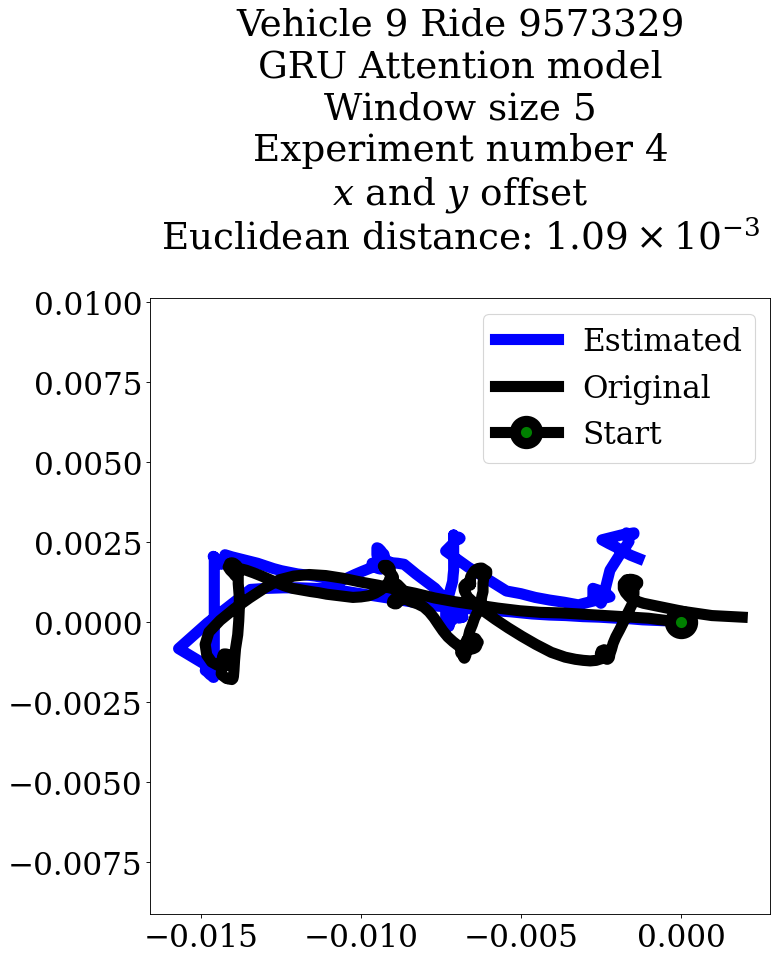 Vehicle 9 Ride 9573329
GRU Attention model
Window size 5
Experiment number 4
x and y offset
Euclidean distance: 1.09 × 10⁻³
0.0100
0.0075
0.0050
0.0025
0.0000
−0.0025
−0.0050
−0.0075
Estimated
Original
Start
−0.015
−0.010
−0.005
0.000